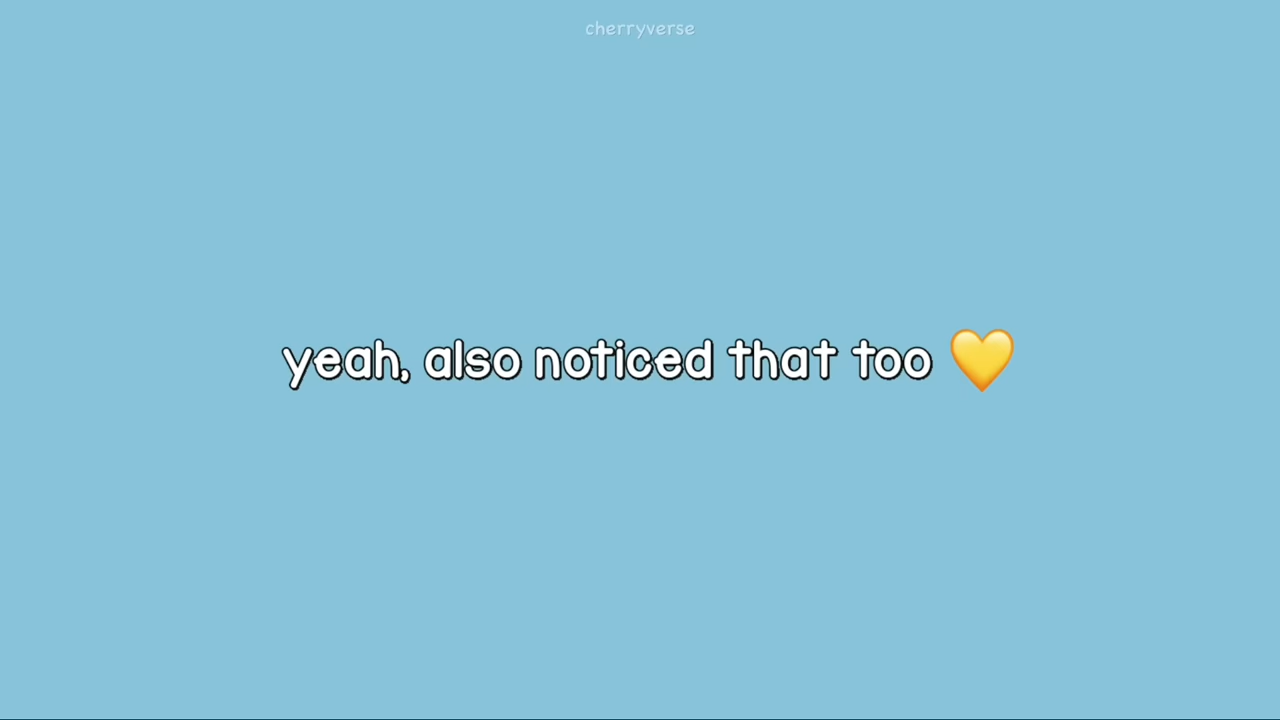 cherryverse
yeah, also noticed that too 💛